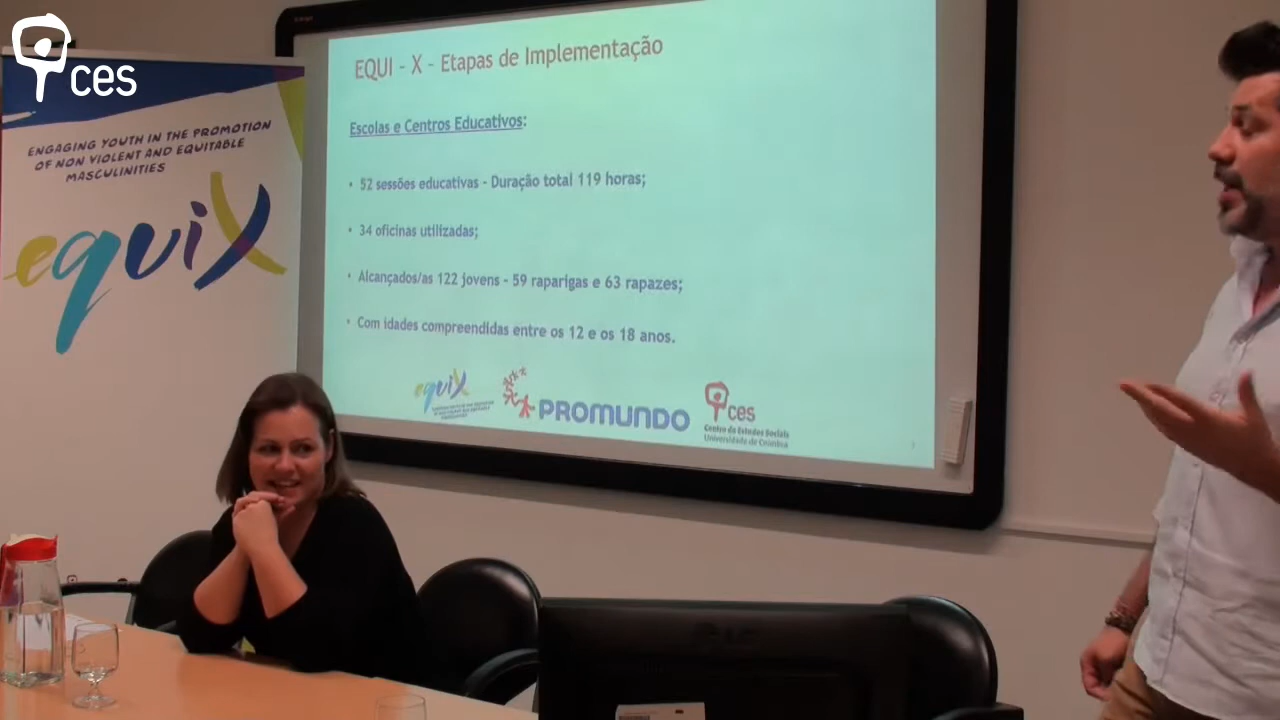 ces
ENGAGING YOUTH IN THE PROMOTION
OF NON VIOLENT AND EQUITABLE
MASCULINITIES
equiX
EQUI - X - Etapas de Implementação
Escolas e Centros Educativos:
• 52 sessões educativas - Duração total 119 horas;
• 34 oficinas utilizadas;
• Alcançados/as 122 jovens - 59 raparigas e 63 rapazes;
• Com idades compreendidas entre os 12 e os 18 anos.
equiX
PROMUNDO
ces
Centro de Estudos Sociais
Universidade de Coimbra